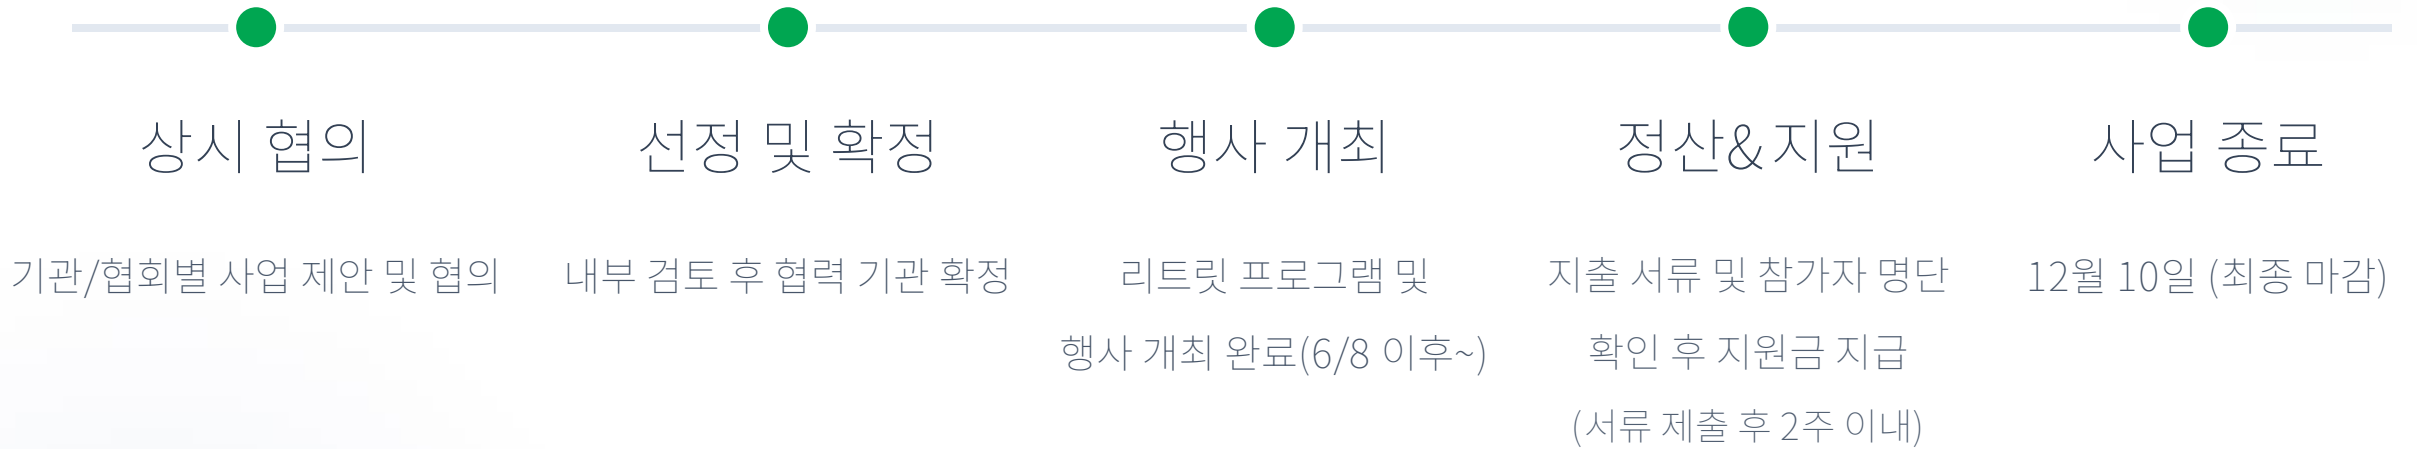 상시 협의
기관/협회별 사업 제안 및 협의
선정 및 확정
내부 검토 후 협력 기관 확정
행사 개최
리트릿 프로그램 및
행사 개최 완료(6/8 이후~)
정산&지원
지출 서류 및 참가자 명단
확인 후 지원금 지급
(서류 제출 후 2주 이내)
사업 종료
12월 10일 (최종 마감)